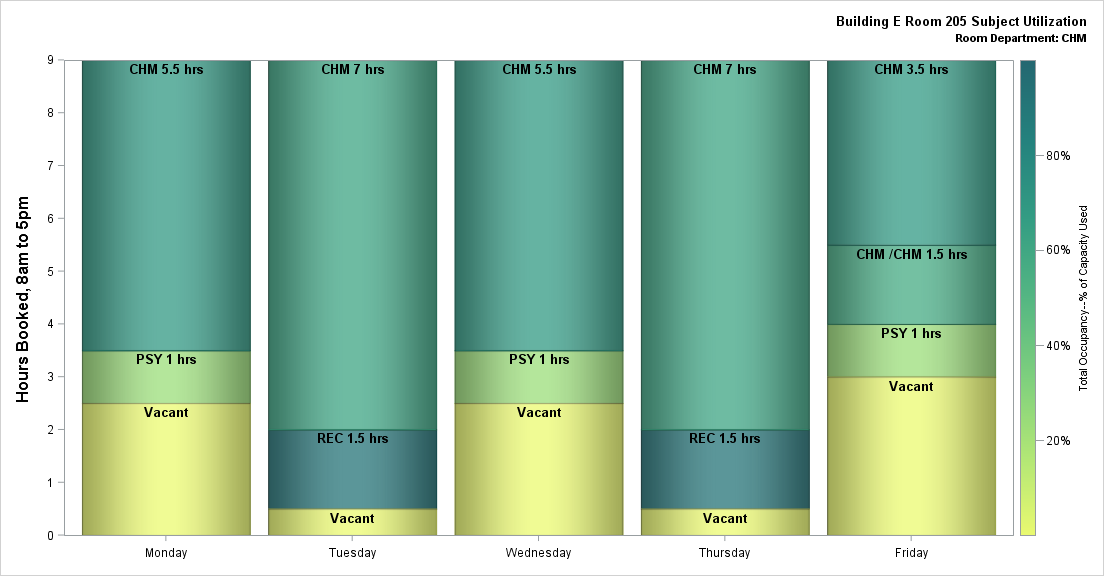 Building E Room 205 Subject Utilization
Room Department: CHM
Hours Booked, 8am to 5pm
9
8
7
6
5
4
3
2
1
0
CHM 5.5 hrs
PSY 1 hrs
Vacant
Monday
CHM 7 hrs
REC 1.5 hrs
Vacant
Tuesday
CHM 5.5 hrs
PSY 1 hrs
Vacant
Wednesday
CHM 7 hrs
REC 1.5 hrs
Vacant
Thursday
CHM 3.5 hrs
CHM /CHM 1.5 hrs
PSY 1 hrs
Vacant
Friday
80%
60%
40%
20%
Total Occupancy--% of Capacity Used